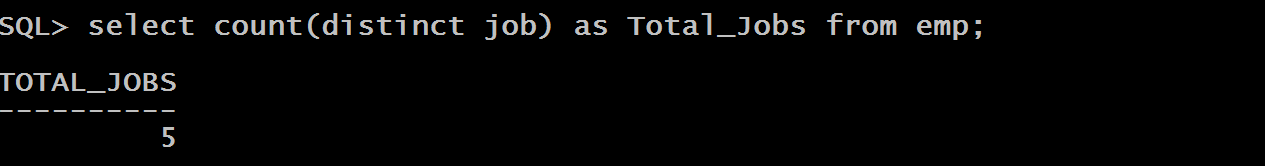 SQL> select count(distinct job) as Total_Jobs from emp;
TOTAL_JOBS
----------
5